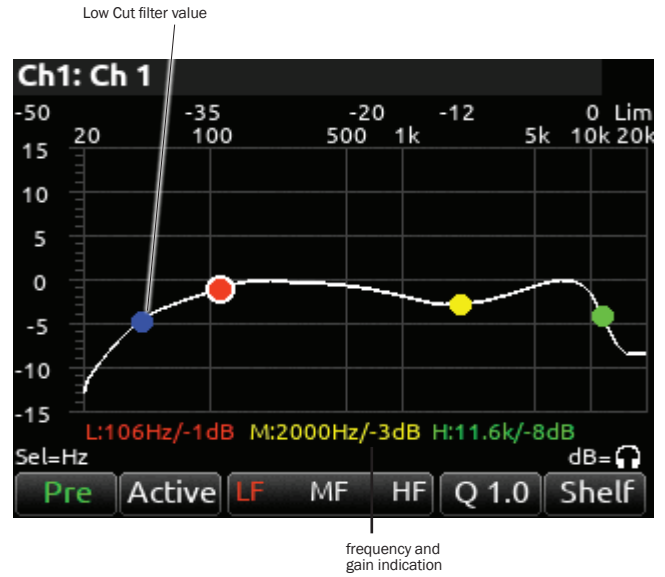 Low Cut filter value
Ch1: Ch 1
-50 -35 -20 -12 0 Lim
20 100 500 1k 5k 10k 20k
15
10
5
0
-5
-10
-15
L:106Hz/-1dB M:2000Hz/-3dB H:11.6k/-8dB
Sel=Hz dB=
Pre Active LF MF HF Q 1.0 Shelf
frequency and
gain indication